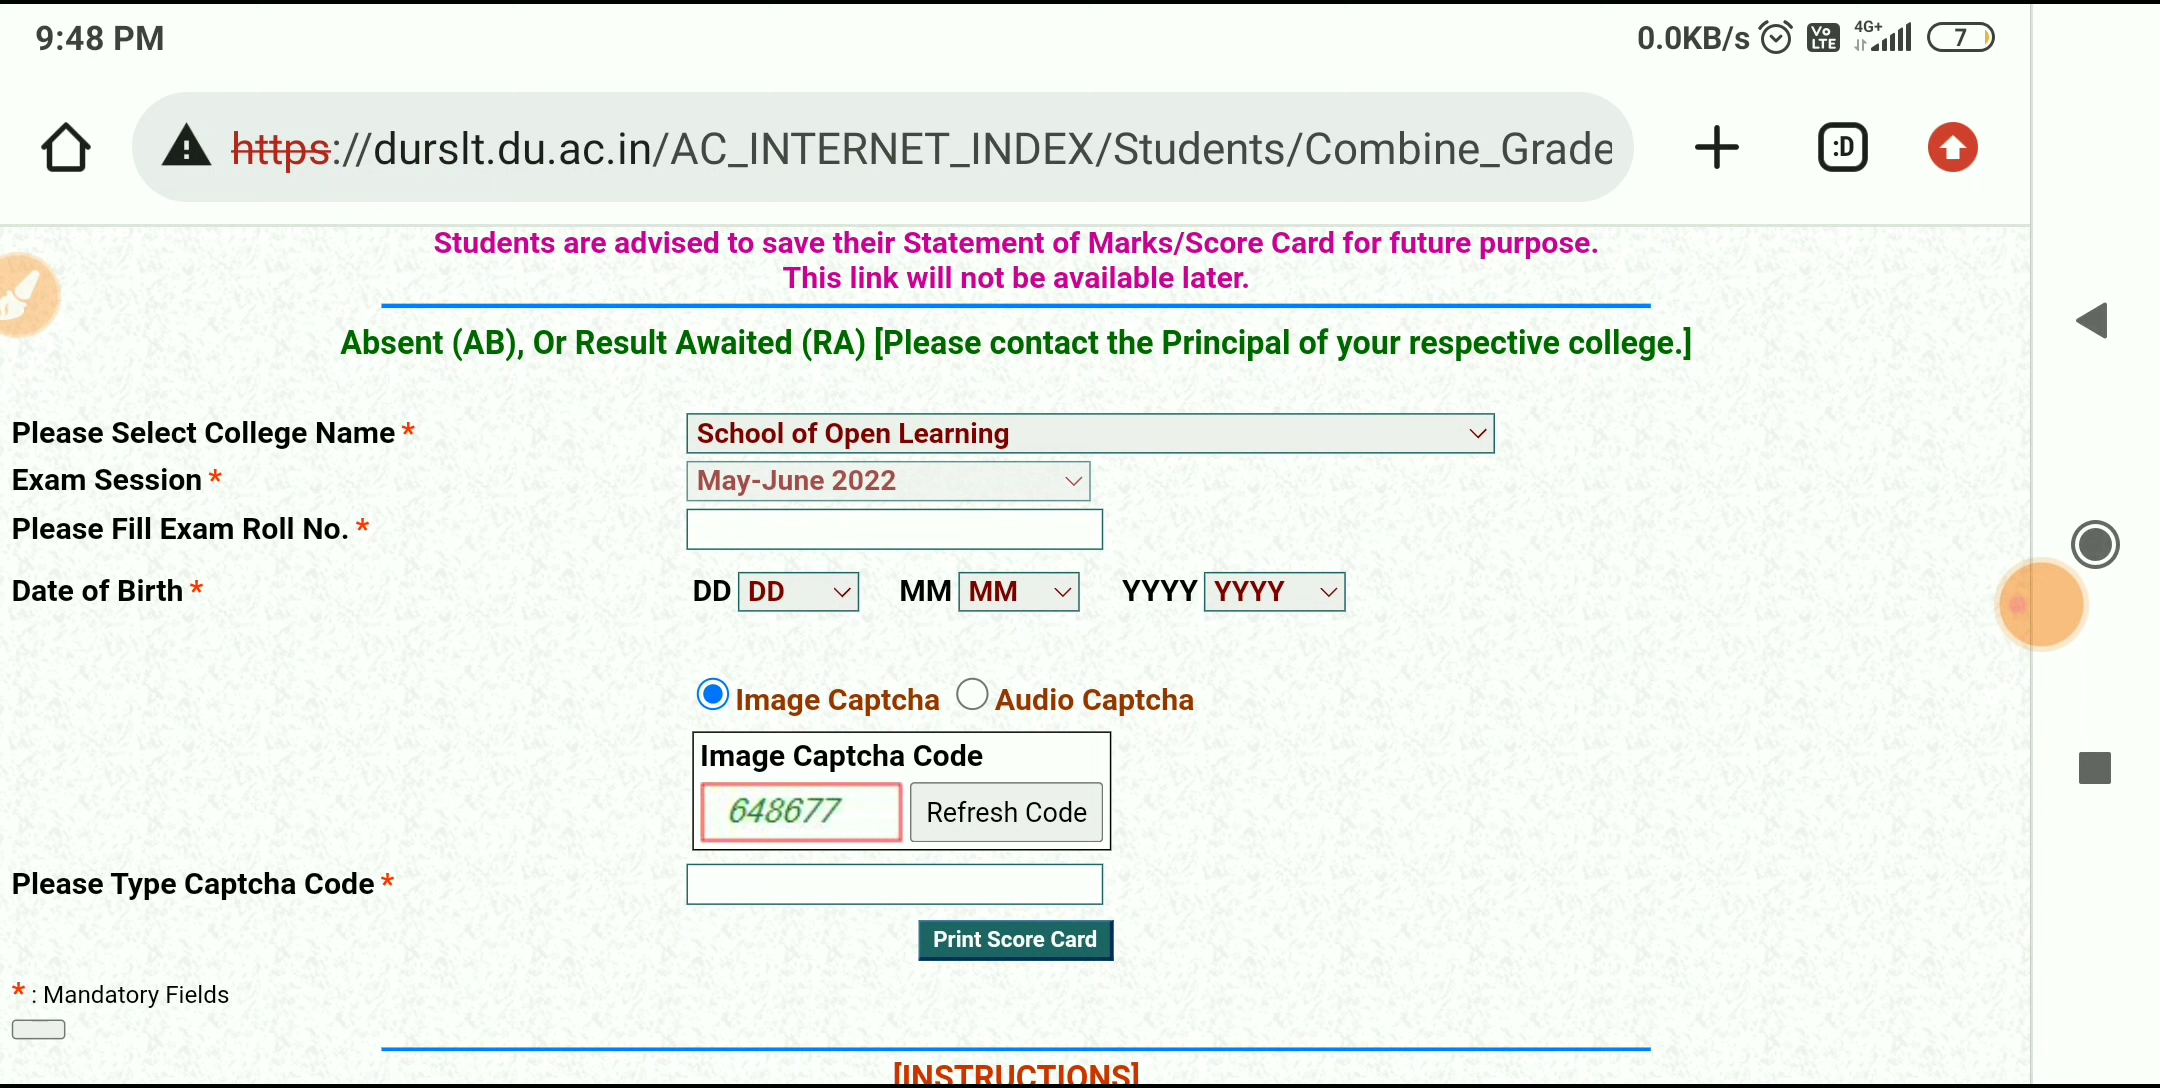 9:48 PM
0.0KB/s Vo LTE 4G+ 7
https://durslt.du.ac.in/AC_INTERNET_INDEX/Students/Combine_Grade
:D
Students are advised to save their Statement of Marks/Score Card for future purpose.
This link will not be available later.
Absent (AB), Or Result Awaited (RA) [Please contact the Principal of your respective college.]
Please Select College Name * School of Open Learning
Exam Session * May-June 2022
Please Fill Exam Roll No. *
Date of Birth * DD DD MM MM YYYY YYYY
Image Captcha Audio Captcha
Image Captcha Code
648677 Refresh Code
Please Type Captcha Code *
Print Score Card
* : Mandatory Fields
[INSTRUCTIONS]